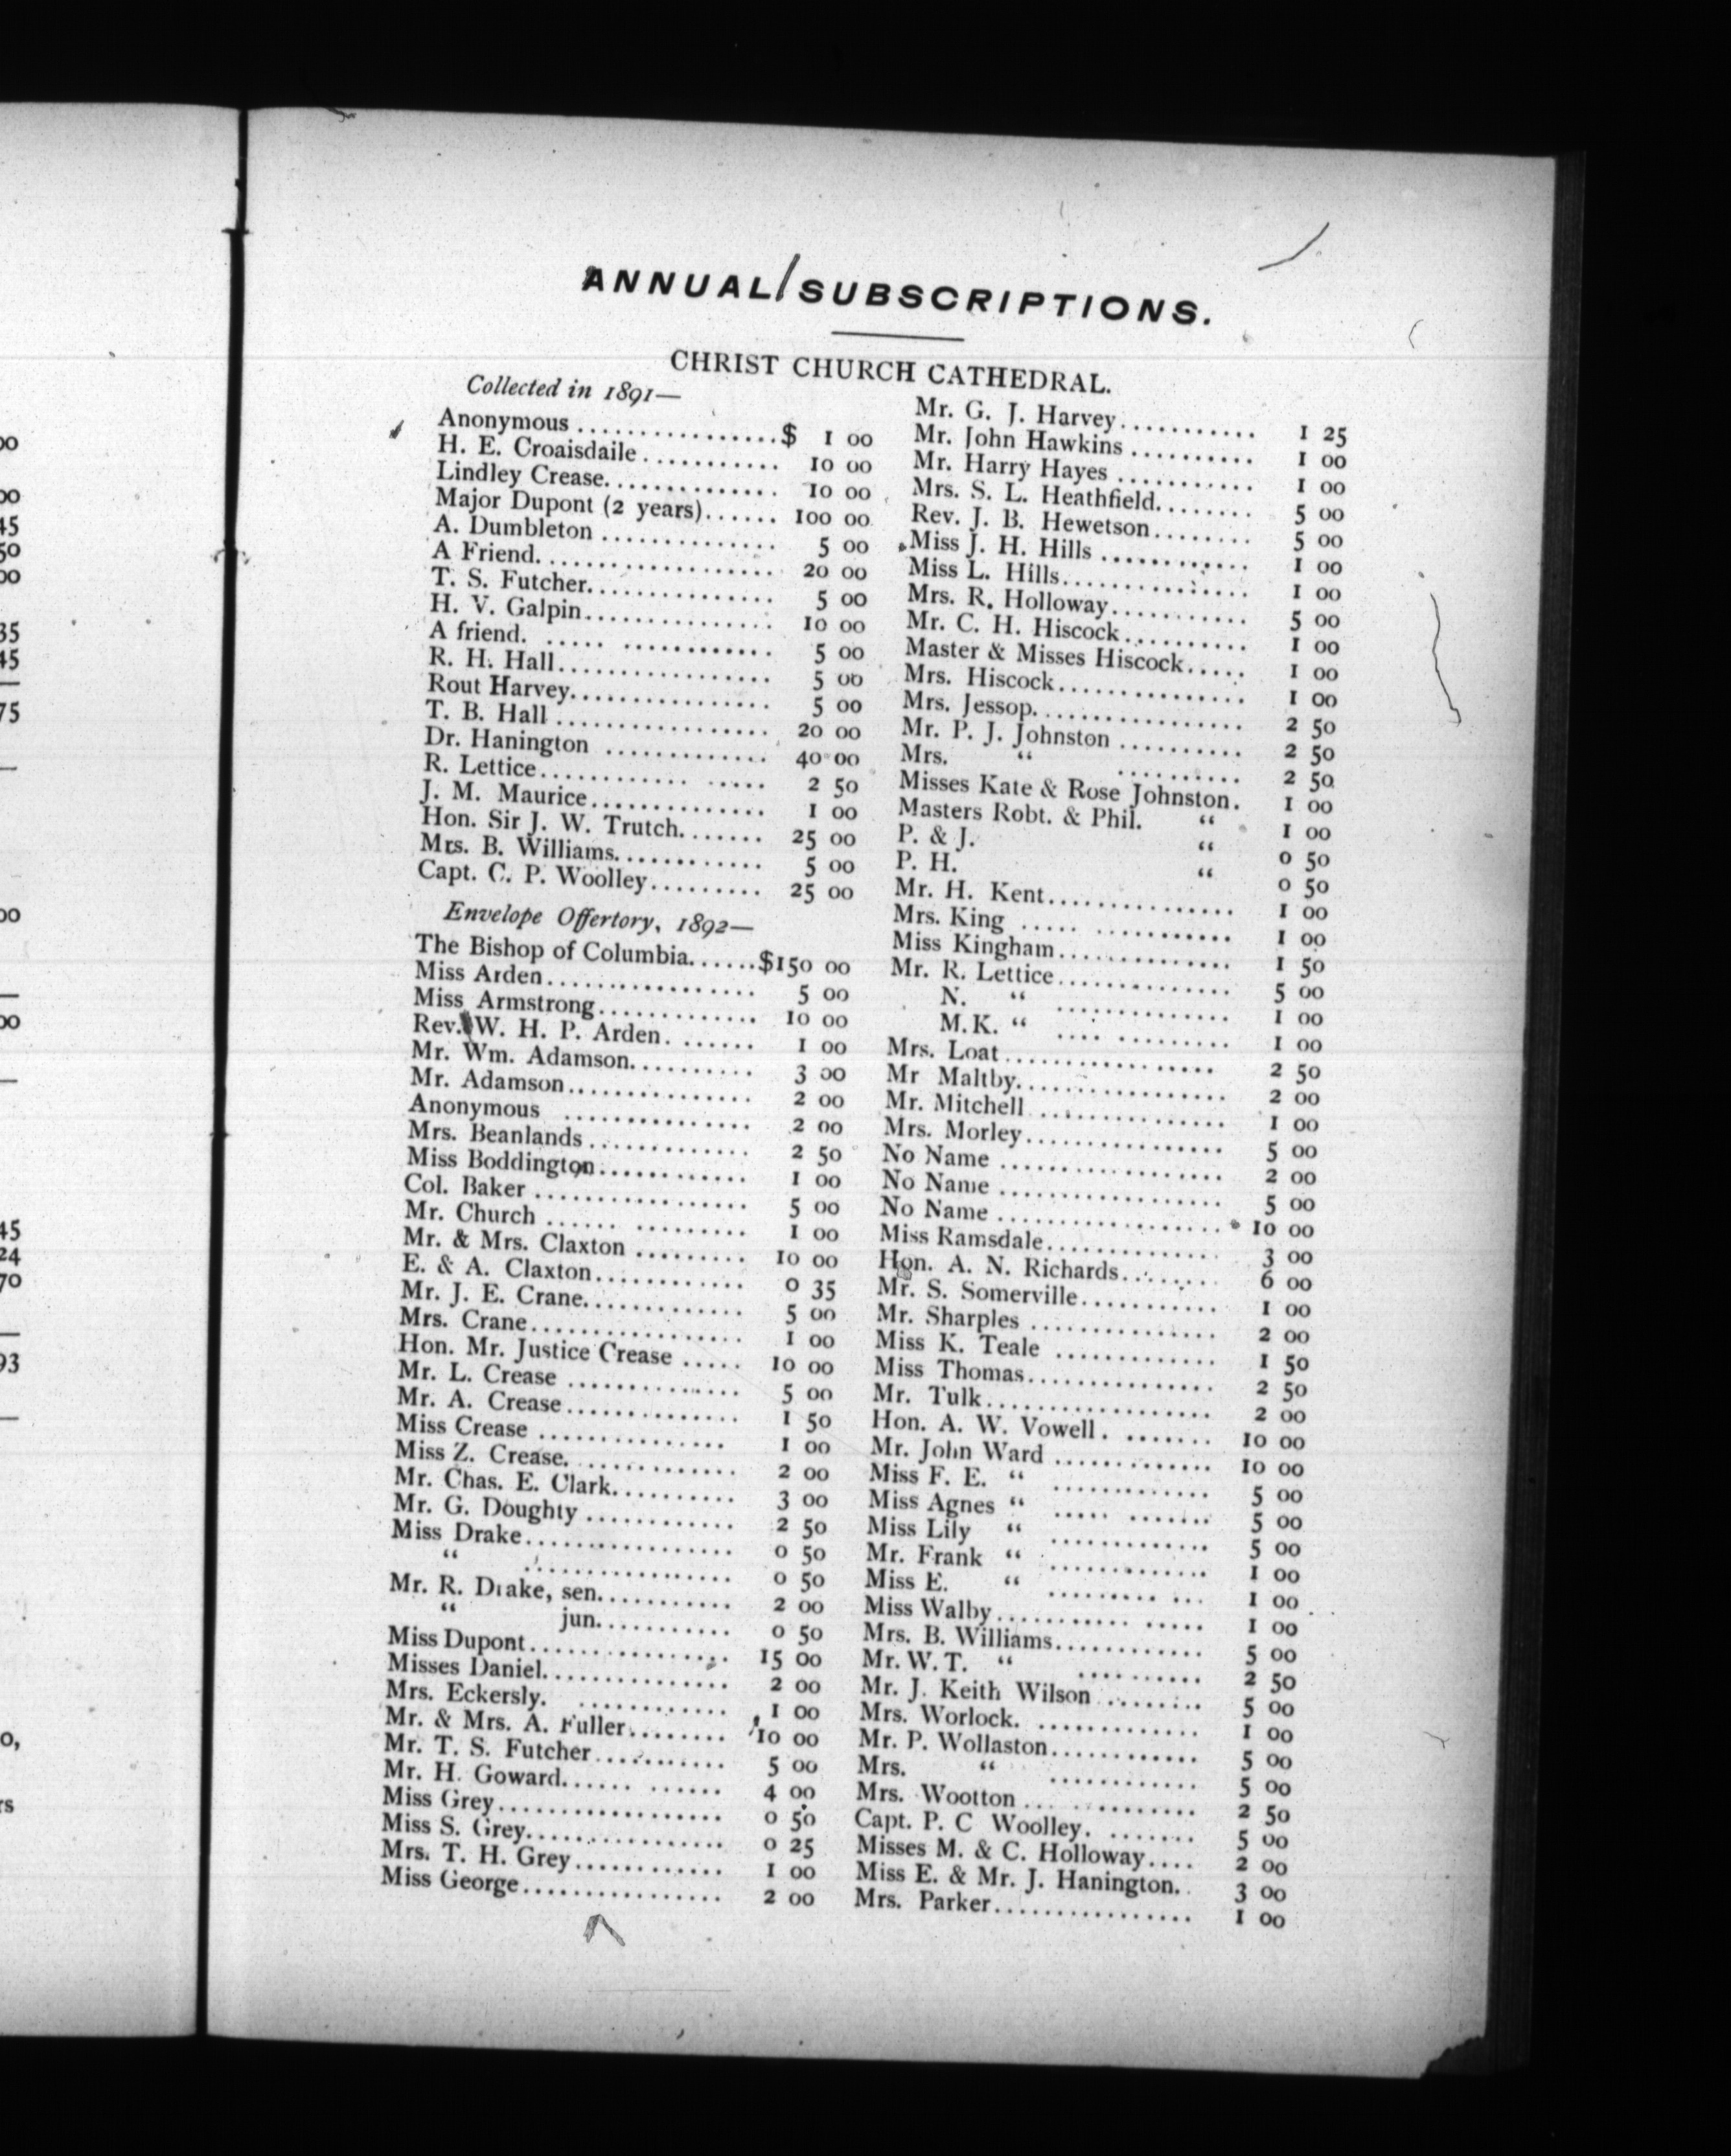 ANNUAL SUBSCRIPTIONS.
CHRIST CHURCH CATHEDRAL.
Collected in 1891—
Anonymous ................$ 1 00
H. E. Croaisdaile........... 10 00
Lindley Crease.............. 10 00
Major Dupont (2 years)...... 100 00
A. Dumbleton .............. 5 00
A Friend.................... 20 00
T. S. Futcher............... 5 00
H. V. Galpin............... 10 00
A friend. ..... ............ 5 00
R. H. Hall................. 5 00
Rout Harvey................ 5 00
T. B. Hall ................. 20 00
Dr. Hanington ............. 40 00
R. Lettice............ ..... 2 50
J. M. Maurice.............. 1 00
Hon. Sir J. W. Trutch....... 25 00
Mrs. B. Williams............ 5 00
Capt. C. P. Woolley......... 25 00
Envelope Offertory, 1892—
The Bishop of Columbia......$150 00
Miss Arden................. 5 00
Miss Armstrong............. 10 00
Rev. W. H. P. Arden. ...... 1 00
Mr. Wm. Adamson.......... 3 00
Mr. Adamson............... 2 00
Anonymous ............... 2 00
Mrs. Beanlands............. 2 50
Miss Boddington............ 1 00
Col. Baker ................. 5 00
Mr. Church ...... .......... 1 00
Mr. & Mrs. Claxton ......... 10 00
E. & A. Claxton............ 0 35
Mr. J. E. Crane............. 5 00
Mrs. Crane................. 1 00
Hon. Mr. Justice Crease ..... 10 00
Mr. L. Crease .............. 5 00
Mr. A. Crease.............. 1 50
Miss Crease ............... 1 00
Miss Z. Crease.............. 2 00
Mr. Chas. E. Clark.......... 3 00
Mr. G. Doughty ............ 2 50
Miss Drake................. 0 50
“ ................. 0 50
Mr. R. Drake, sen........... 2 00
“ jun........... 0 50
Miss Dupont................ 15 00
Misses Daniel............... 2 00
Mrs. Eckersly. ............ 1 00
Mr. & Mrs. A. Fuller........ 10 00
Mr. T. S. Futcher........... 5 00
Mr. H. Goward...... ...... 4 00
Miss Grey.................. 0 50
Miss S. Grey................ 0 25
Mrs. T. H. Grey............ 1 00
Miss George................ 2 00
Mr. G. J. Harvey........... 1 25
Mr. John Hawkins .......... 1 00
Mr. Harry Hayes ........... 1 00
Mrs. S. L. Heathfield........ 5 00
Rev. J. B. Hewetson........ 5 00
Miss J. H. Hills ............ 1 00
Miss L. Hills............... 1 00
Mrs. R. Holloway........... 5 00
Mr. C. H. Hiscock.......... 1 00
Master & Misses Hiscock..... 1 00
Mrs. Hiscock............... 1 00
Mrs. Jessop................. 2 50
Mr. P. J. Johnston .......... 2 50
Mrs. “ .......... 2 50
Misses Kate & Rose Johnston. 1 00
Masters Robt. & Phil. “ 1 00
P. & J. “ 0 50
P. H. “ 0 50
Mr. H. Kent............... 1 00
Mrs. King ..... ........... 1 00
Miss Kingham.............. 1 50
Mr. R. Lettice.............. 5 00
N. “ .............. 1 00
M.K. “ .... ......... 1 00
Mrs. Loat................. 2 50
Mr Maltby................. 2 00
Mr. Mitchell ............... 1 00
Mrs. Morley................ 5 00
No Name .................. 2 00
No Name .................. 5 00
No Name .................. 10 00
Miss Ramsdale.............. 3 00
Hon. A. N. Richards........ 6 00
Mr. S. Somerville........... 1 00
Mr. Sharples ............... 2 00
Miss K. Teale ............. 1 50
Miss Thomas............... 2 50
Mr. Tulk.................. 2 00
Hon. A. W. Vowell. ....... 10 00
Mr. John Ward ............. 10 00
Miss F. E. “ ............. 5 00
Miss Agnes “ ..... ....... 5 00
Miss Lily “ ............. 5 00
Mr. Frank “ ............. 1 00
Miss E. “ ......... ... 1 00
Miss Walby........... ..... 1 00
Mrs. B. Williams............ 5 00
Mr. W. T. “ .......... 2 50
Mr. J. Keith Wilson ........ 5 00
Mrs. Worlock. ............. 1 00
Mr. P. Wollaston............ 5 00
Mrs. “ ............ 5 00
Mrs. Wootton ... ......... 2 50
Capt. P. C Woolley. ....... 5 00
Misses M. & C. Holloway.... 2 00
Miss E. & Mr. J. Hanington. 3 00
Mrs. Parker................ 1 00